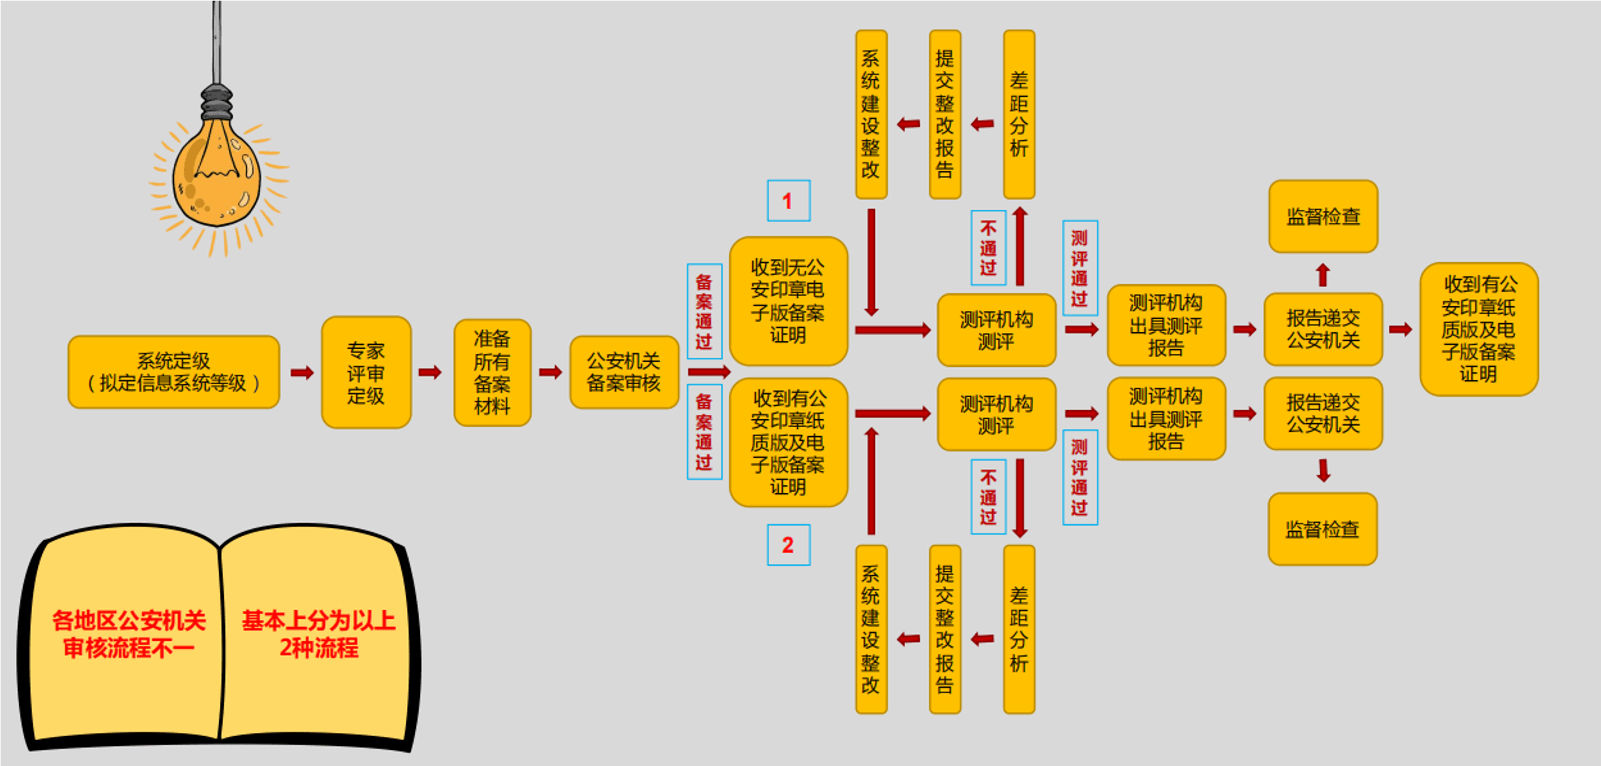 系统定级
（拟定信息系统等级）
专家
评审
定级
准备
所有
备案
材料
公安机关
备案审核
备案通过
备案通过
1
收到无公
安印章电
子版备案
证明
收到有公
安印章纸
质版及电
子版备案
证明
2
系统建设整改
提交整改报告
差距分析
不通过
测评通过
测评机构
测评
测评机构
出具测评
报告
报告递交
公安机关
监督检查
收到有公
安印章纸
质版及电
子版备案
证明
测评机构
测评
测评机构
出具测评
报告
报告递交
公安机关
监督检查
不通过
测评通过
系统建设整改
提交整改报告
差距分析
各地区公安机关
审核流程不一
基本上分为以上
2种流程